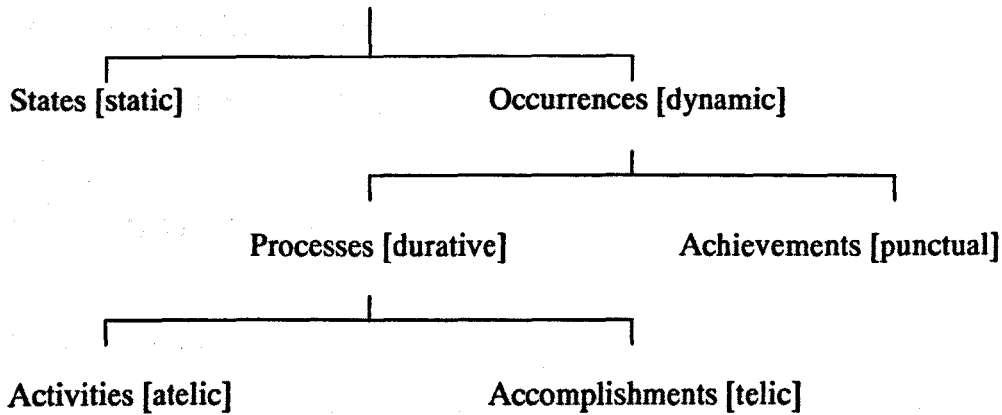 States [static] Occurrences [dynamic]
Processes [durative] Achievements [punctual]
Activities [atelic] Accomplishments [telic]